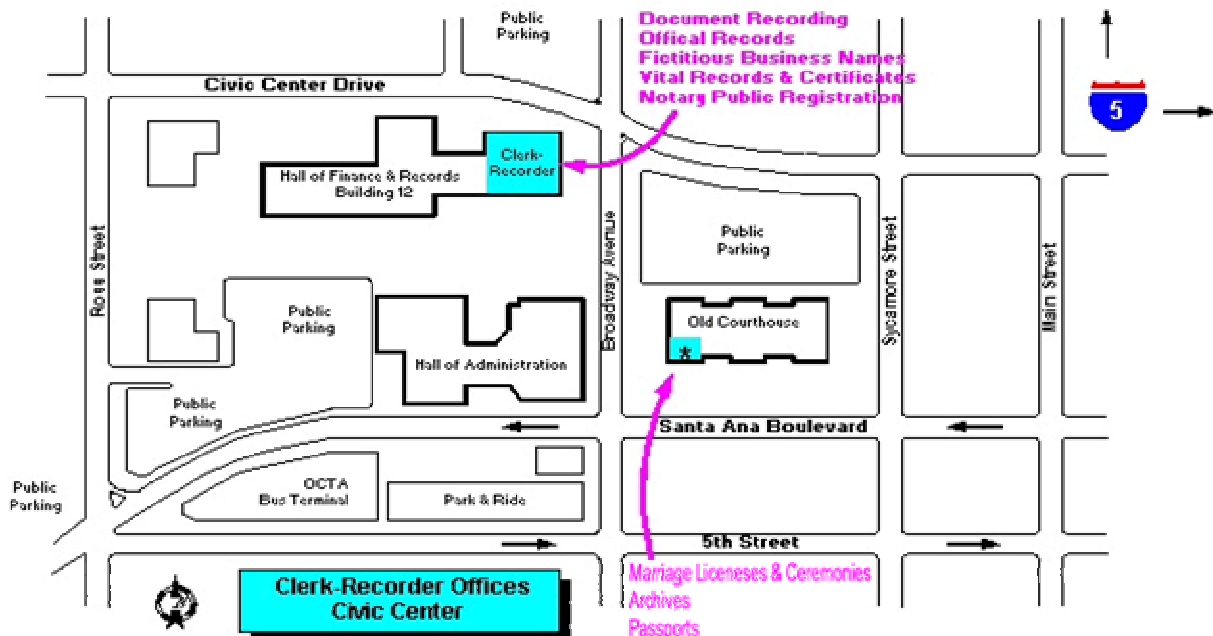 Public
Parking
Document Recording
Offical Records
Fictitious Business Names
Vital Records & Certificates
Notary Public Registration
Civic Center Drive
5
Clerk-
Recorder
Hall of Finance & Records
Building 12
Public
Parking
Ross Street
Broadway Avenue
Sycamore Street
Main Street
Public
Parking
Old Courthouse
*
Hall of Administration
Public
Parking
Santa Ana Boulevard
Public
Parking
OCTA
Bus Terminal
Park & Ride
5th Street
Clerk-Recorder Offices
Civic Center
Marriage Liceneses & Ceremonies
Archives
Passports